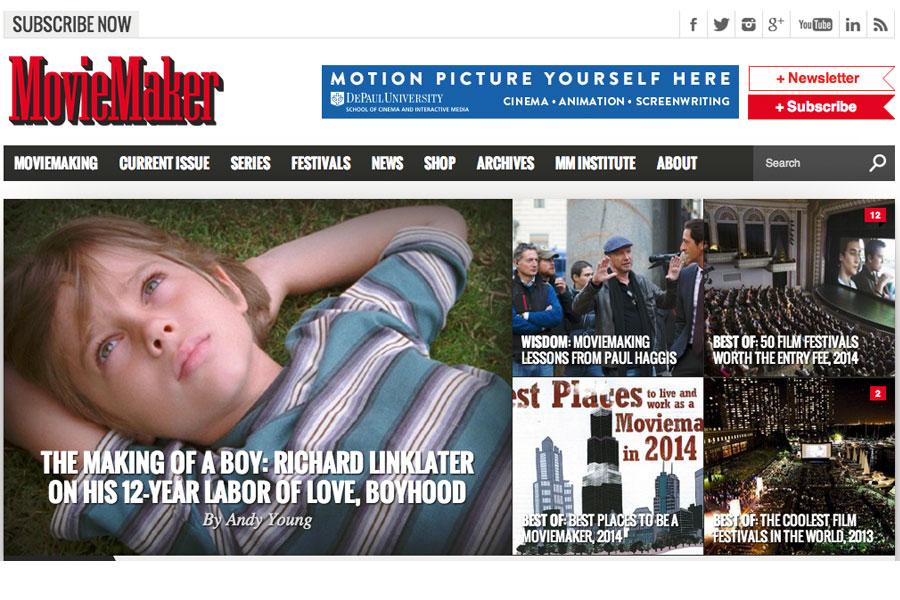 SUBSCRIBE NOW
f
g+
You Tube
in
MovieMaker
MOTION PICTURE YOURSELF HERE
DEPAUL UNIVERSITY
SCHOOL OF CINEMA AND INTERACTIVE MEDIA
CINEMA • ANIMATION • SCREENWRITING
+ Newsletter
+ Subscribe
MOVIEMAKING CURRENT ISSUE SERIES FESTIVALS NEWS SHOP ARCHIVES MM INSTITUTE ABOUT
Search
THE MAKING OF A BOY: RICHARD LINKLATER
ON HIS 12-YEAR LABOR OF LOVE, BOYHOOD
By Andy Young
WISDOM: MOVIEMAKING
LESSONS FROM PAUL HAGGIS
12
BEST OF: 50 FILM FESTIVALS
WORTH THE ENTRY FEE, 2014
est Places to live and
work as a
Moviema
in 2014
BEST OF: BEST PLACES TO BE A
MOVIEMAKER, 2014
2
BEST OF: THE COOLEST FILM
FESTIVALS IN THE WORLD, 2013